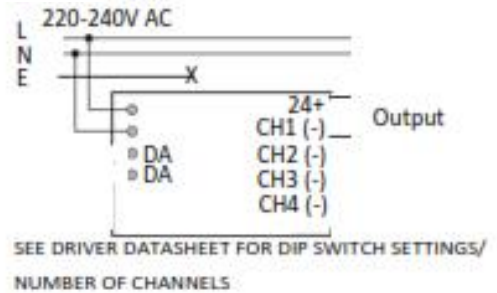 220-240V AC
L
N
E
X
24+
CH1 (-)
Output
DA
CH2 (-)
DA
CH3 (-)
CH4 (-)
SEE DRIVER DATASHEET FOR DIP SWITCH SETTINGS/
NUMBER OF CHANNELS